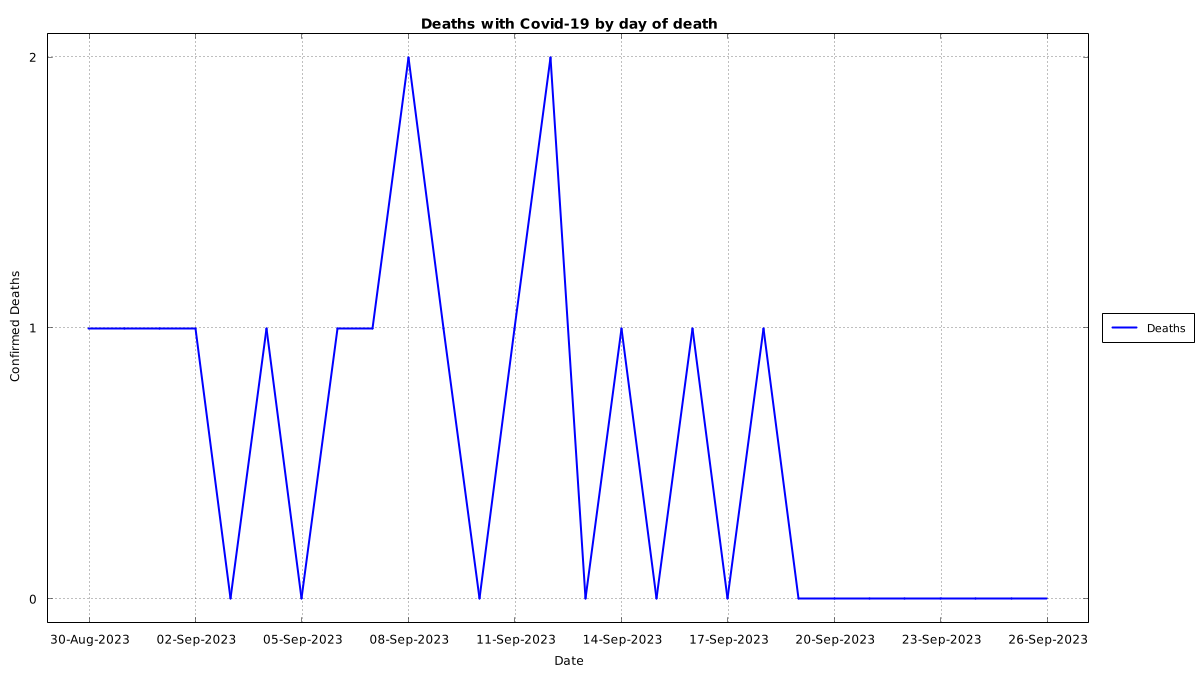 Deaths with Covid-19 by day of death
Confirmed Deaths
2
1
0
30-Aug-2023 02-Sep-2023 05-Sep-2023 08-Sep-2023 11-Sep-2023 14-Sep-2023 17-Sep-2023 20-Sep-2023 23-Sep-2023 26-Sep-2023
Date
Deaths